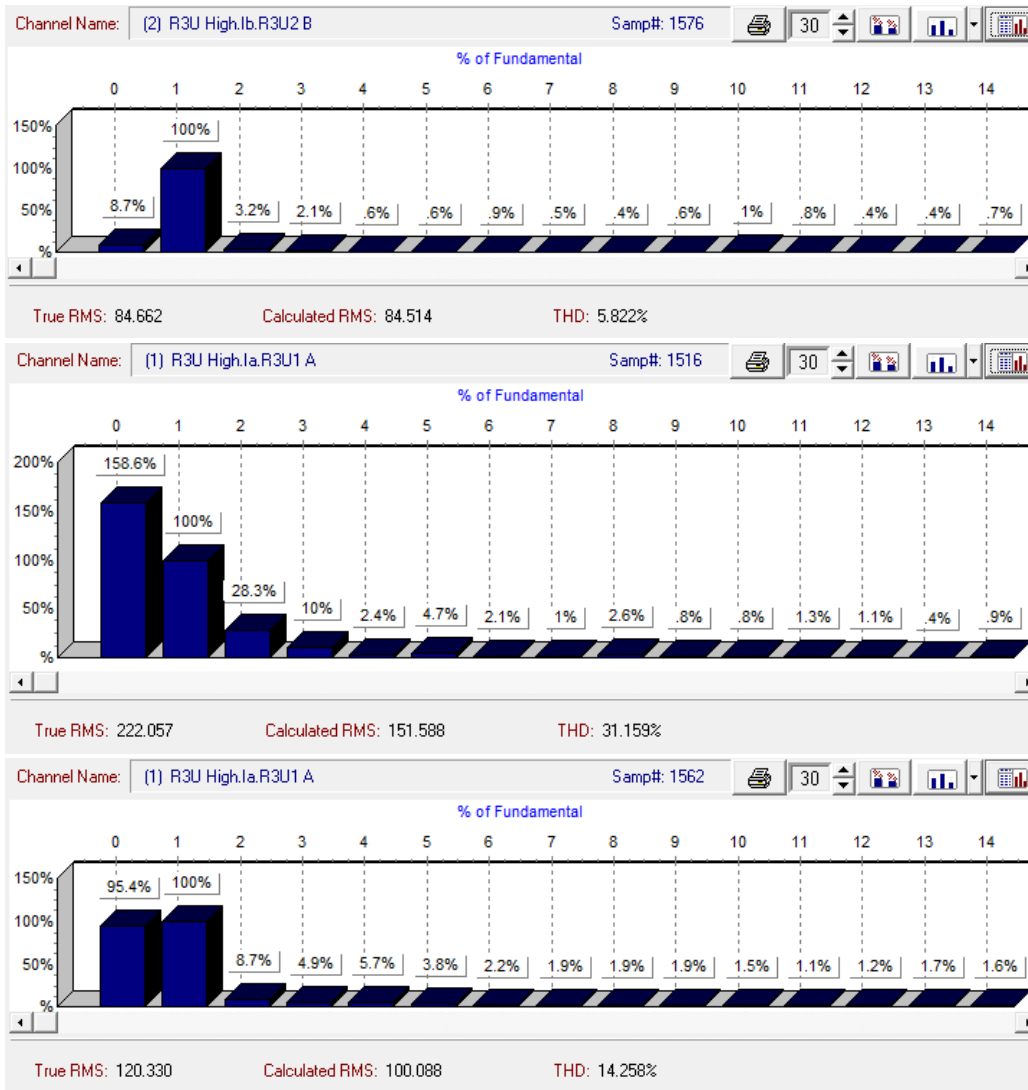 Channel Name: (2) R3U High.Ib.R3U2 B Samp#: 1576 30
% of Fundamental
0 1 2 3 4 5 6 7 8 9 10 11 12 13 14
150%
100%
100%
8.7% 3.2% 2.1% .6% .6% .9% .5% .4% .6% 1% .8% .4% .4% .7%
50%
%
True RMS: 84.662 Calculated RMS: 84.514 THD: 5.822%
Channel Name: (1) R3U High.Ia.R3U1 A Samp#: 1516 30
% of Fundamental
0 1 2 3 4 5 6 7 8 9 10 11 12 13 14
200%
158.6%
150%
100%
100%
28.3%
50%
10% 2.4% 4.7% 2.1% 1% 2.6% .8% .8% 1.3% 1.1% .4% .9%
%
True RMS: 222.057 Calculated RMS: 151.588 THD: 31.159%
Channel Name: (1) R3U High.Ia.R3U1 A Samp#: 1562 30
% of Fundamental
0 1 2 3 4 5 6 7 8 9 10 11 12 13 14
150%
95.4% 100%
100%
50%
8.7% 4.9% 5.7% 3.8% 2.2% 1.9% 1.9% 1.9% 1.5% 1.1% 1.2% 1.7% 1.6%
%
True RMS: 120.330 Calculated RMS: 100.088 THD: 14.258%